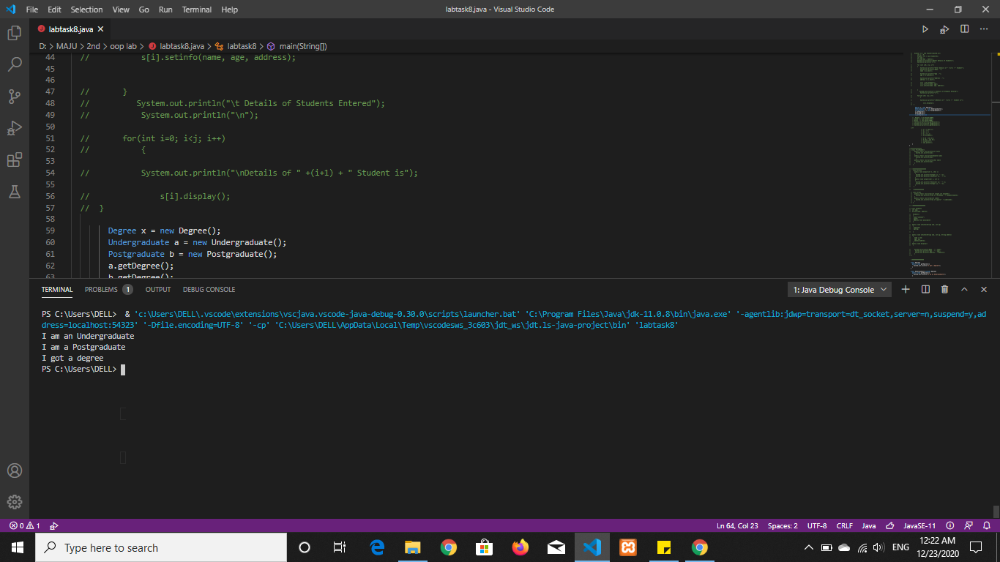 File Edit Selection View Go Run Terminal Help labtask8.java - Visual Studio Code
labtask8.java
D: > MAJU > 2nd > oop lab > labtask8.java > labtask8 > main(String[])
44 // s[i].setinfo(name, age, address);
45
46
47 // }
48 // System.out.println("\t Details of Students Entered");
49 // System.out.println("\n");
50
51 // for(int i=0; i<j; i++)
52 // {
53
54 // System.out.println("\nDetails of " +(i+1) + " Student is");
55
56 // s[i].display();
57 // }
58
59 Degree x = new Degree();
60 Undergraduate a = new Undergraduate();
61 Postgraduate b = new Postgraduate();
62 a.getDegree();
63 b.getDegree();
TERMINAL PROBLEMS 1 OUTPUT DEBUG CONSOLE 1: Java Debug Console
PS C:\Users\DELL> & 'c:\Users\DELL\.vscode\extensions\vscjava.vscode-java-debug-0.30.0\scripts\launcher.bat' 'C:\Program Files\Java\jdk-11.0.8\bin\java.exe' '-agentlib:jdwp=transport=dt_socket,server=n,suspend=y,ad
dress=localhost:54323' '-Dfile.encoding=UTF-8' '-cp' 'C:\Users\DELL\AppData\Local\Temp\vscodesws_3c603\jdt_ws\jdt.ls-java-project\bin' 'labtask8'
I am an Undergraduate
I am a Postgraduate
I got a degree
PS C:\Users\DELL>
0 1 Ln 64, Col 23 Spaces: 2 UTF-8 CRLF Java JavaSE-11
Type here to search ENG 12:22 AM
12/23/2020